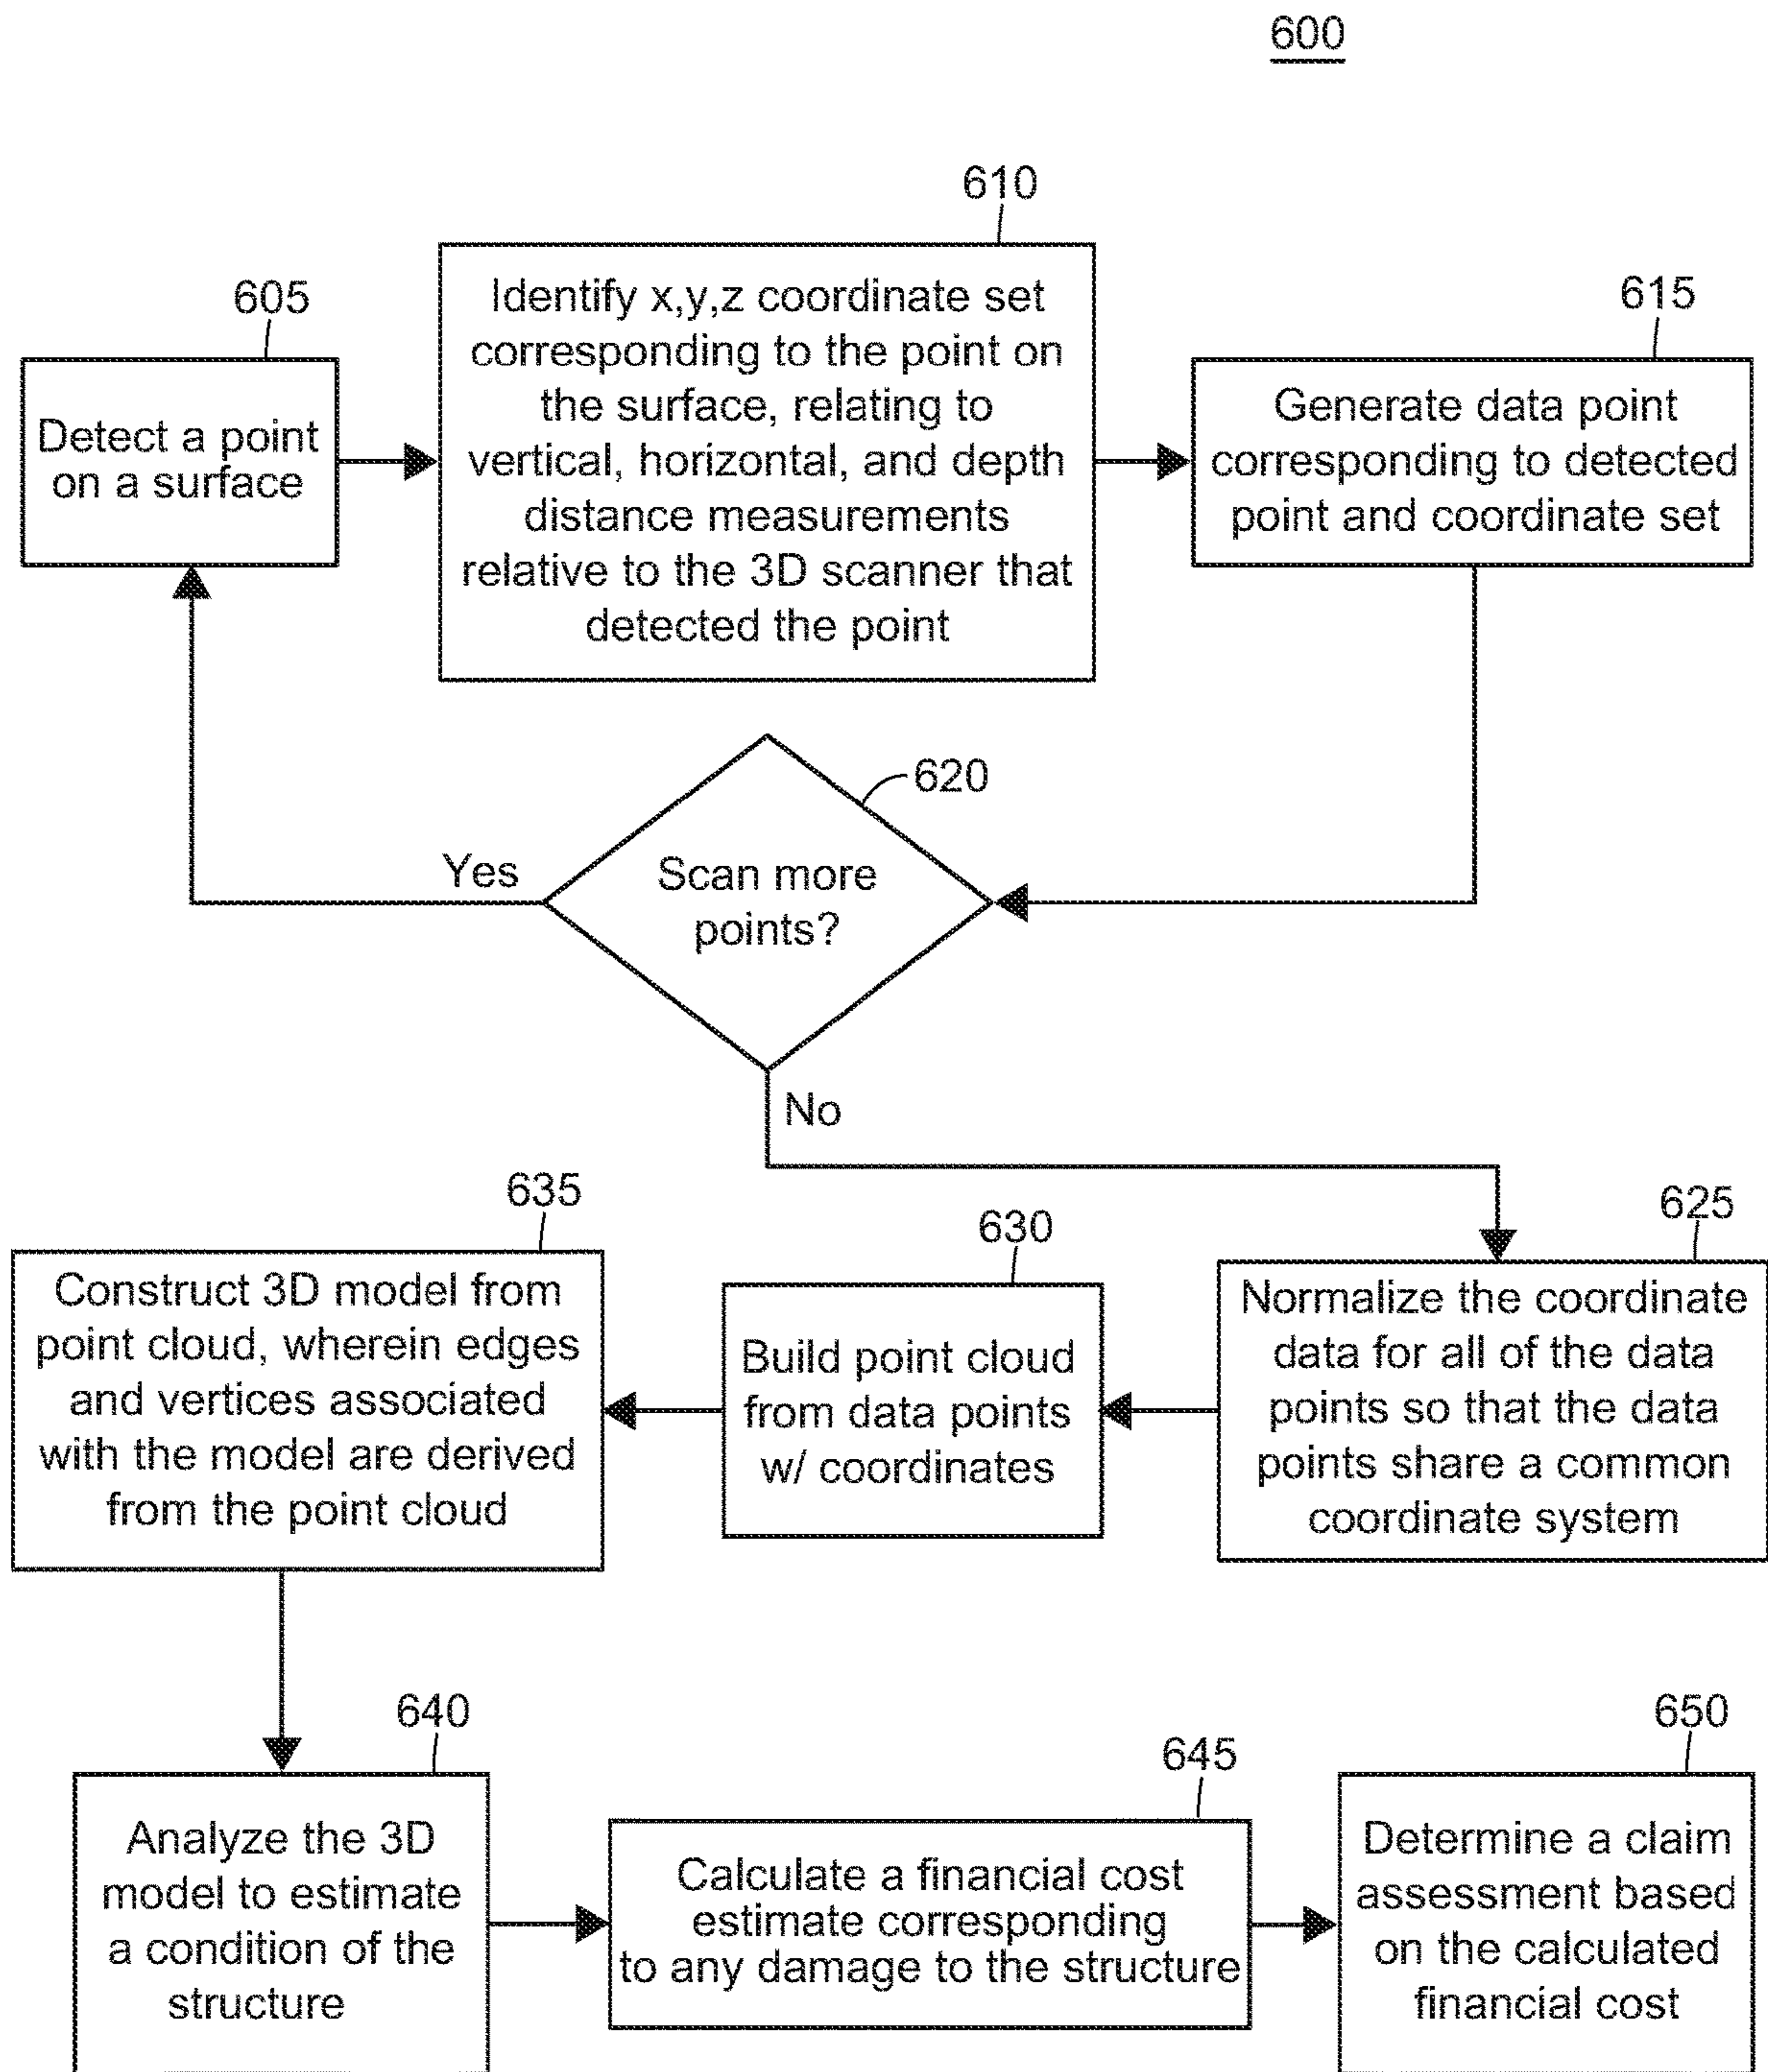 600
605
Detect a point
on a surface
610
Identify x,y,z coordinate set
corresponding to the point on
the surface, relating to
vertical, horizontal, and depth
distance measurements
relative to the 3D scanner that
detected the point
615
Generate data point
corresponding to detected
point and coordinate set
620
Scan more
points?
Yes
No
625
Normalize the coordinate
data for all of the data
points so that the data
points share a common
coordinate system
630
Build point cloud
from data points
w/ coordinates
635
Construct 3D model from
point cloud, wherein edges
and vertices associated
with the model are derived
from the point cloud
640
Analyze the 3D
model to estimate
a condition of the
structure
645
Calculate a financial cost
estimate corresponding
to any damage to the structure
650
Determine a claim
assessment based
on the calculated
financial cost